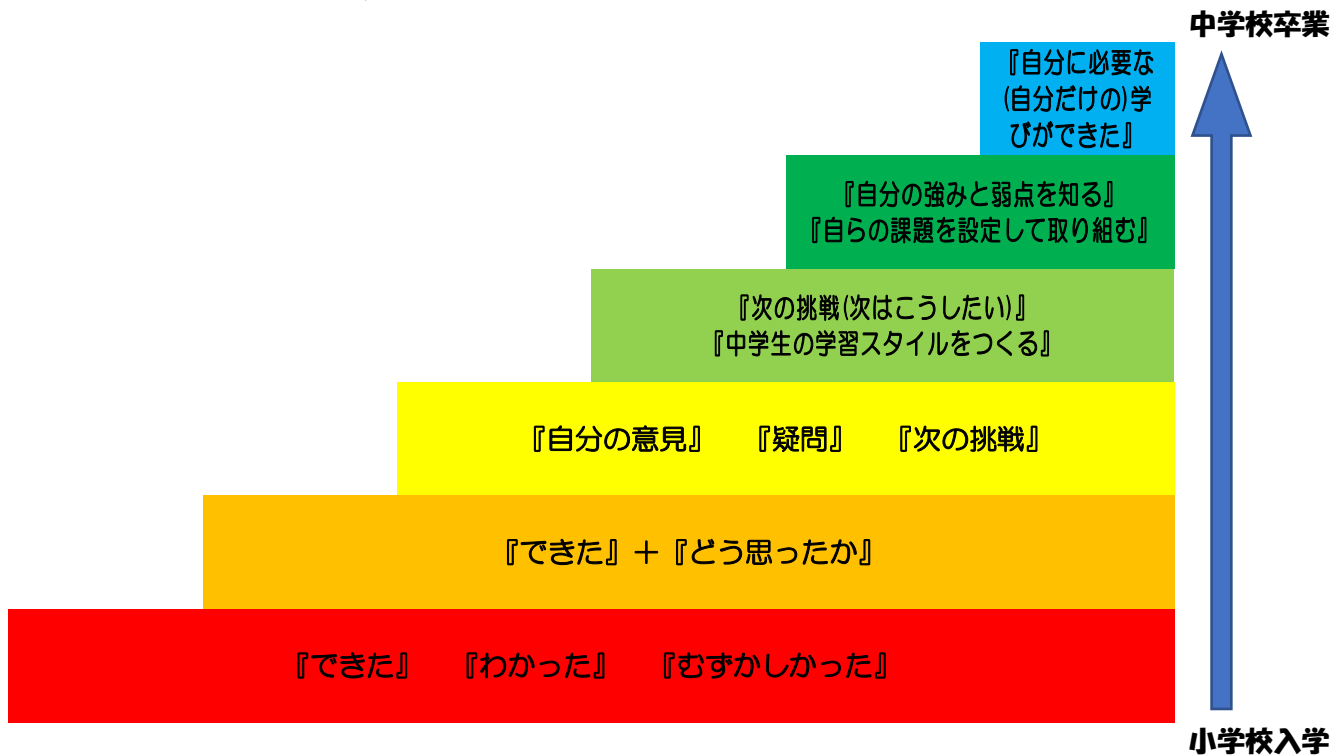 中学校卒業
『自分に必要な
(自分だけの)学
びができた』
『自分の強みと弱点を知る』
『自らの課題を設定して取り組む』
『次の挑戦(次はこうしたい)』
『中学生の学習スタイルをつくる』
『自分の意見』　『疑問』　『次の挑戦』
『できた』＋『どう思ったか』
『できた』　『わかった』　『むずかしかった』
小学校入学